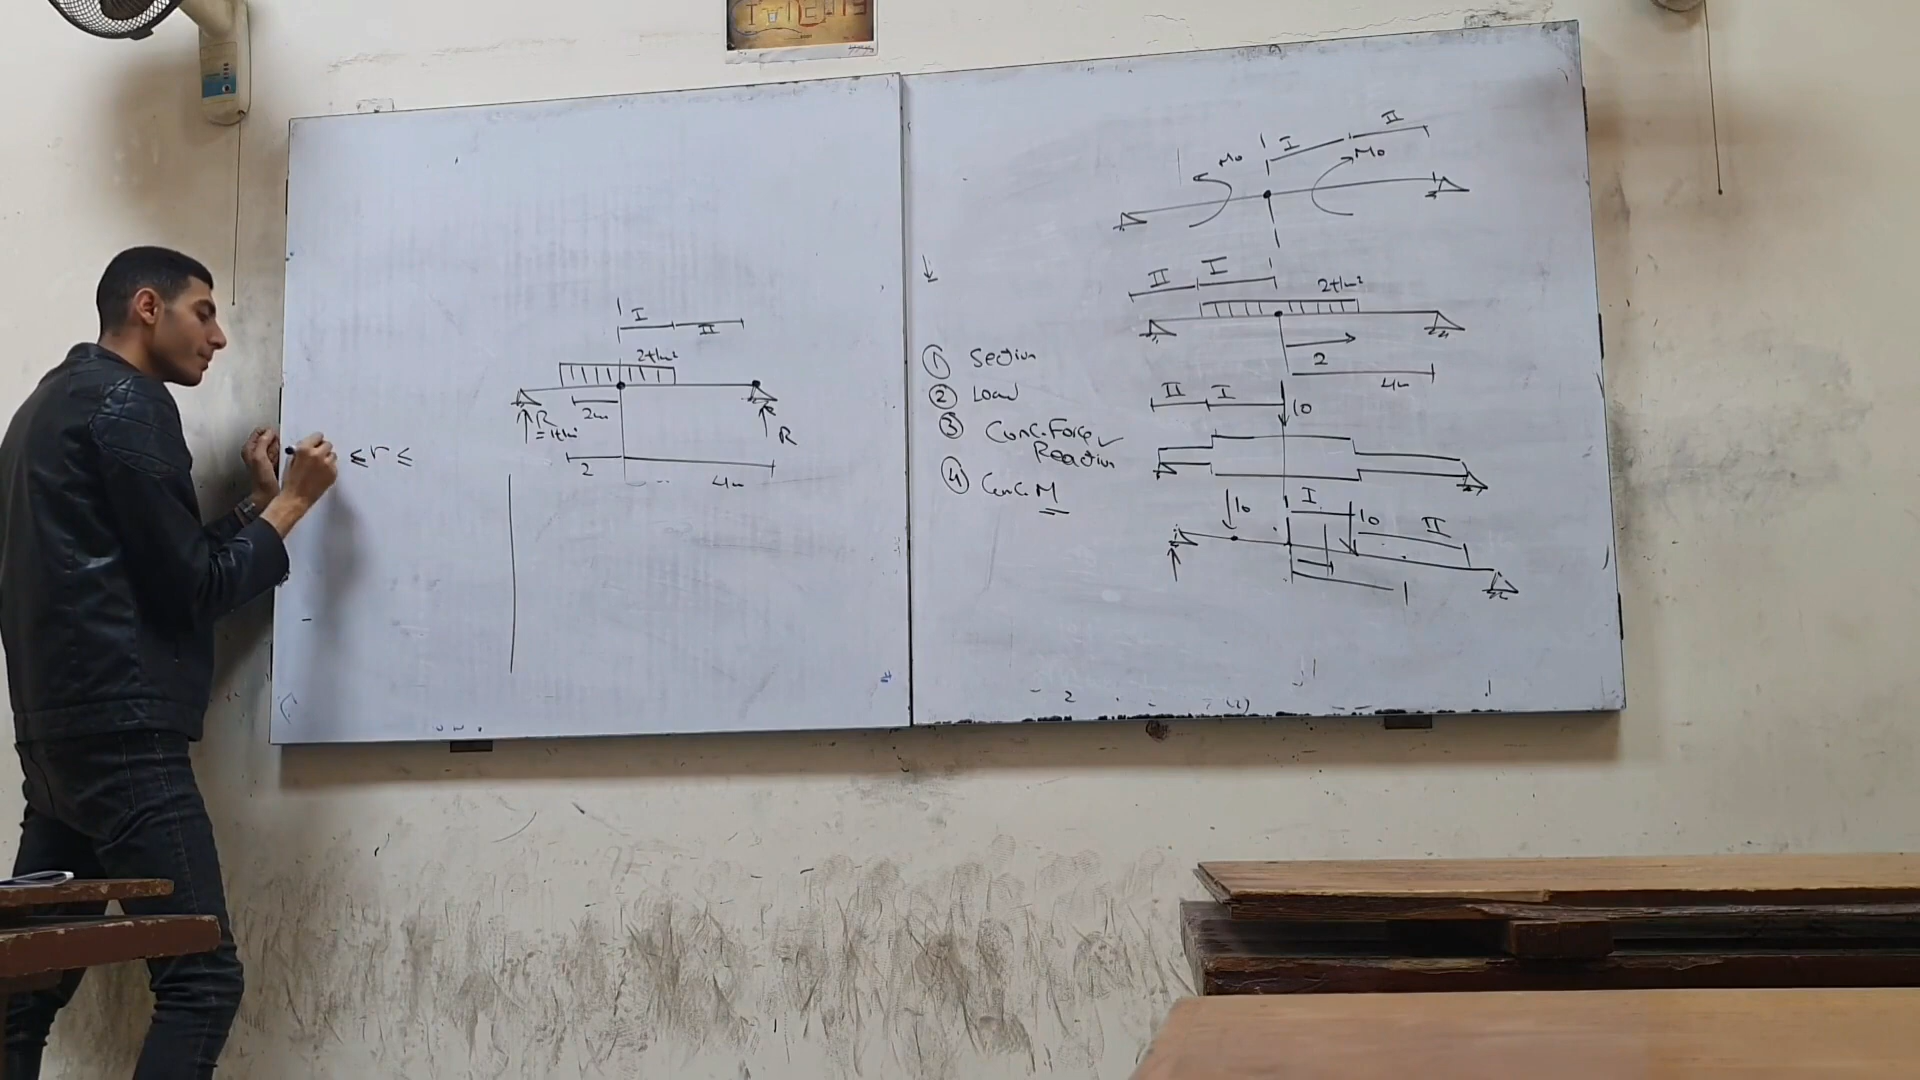 I
II
2t/m²
2m
R
= 1t/m²
R
≤ r ≤
2
4m
① Section
② Load
③ Conc. Force
Reaction
④ Conc. M
I
II
Mo
Mo
II
I
2t/m²
2
4m
II
I
10
I
10
10
II